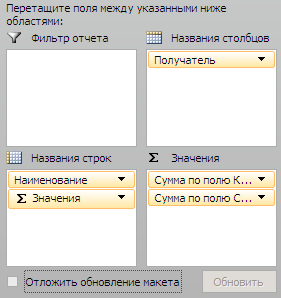 Перетащите поля между указанными ниже
областями:
Фильтр отчета
Названия столбцов
Получатель
Названия строк
Σ Значения
Наименование
Σ Значения
Сумма по полю К...
Сумма по полю С...
Отложить обновление макета
Обновить